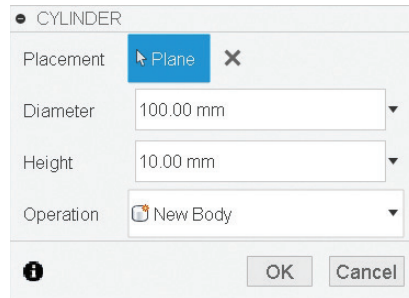 CYLINDER
Placement Plane
Diameter 100.00 mm
Height 10.00 mm
Operation New Body
OK Cancel